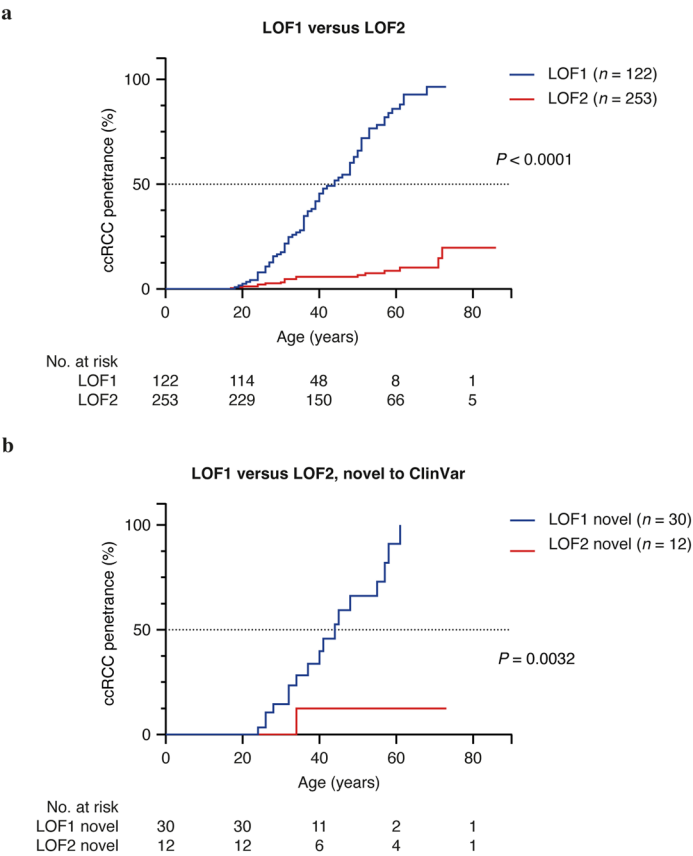 a
LOF1 versus LOF2
100
50
0
ccRCC penetrance (%)
LOF1 (n = 122)
LOF2 (n = 253)
P < 0.0001
0 20 40 60 80
Age (years)
No. at risk
LOF1 122 114 48 8 1
LOF2 253 229 150 66 5
b
LOF1 versus LOF2, novel to ClinVar
100
50
0
ccRCC penetrance (%)
LOF1 novel (n = 30)
LOF2 novel (n = 12)
P = 0.0032
0 20 40 60 80
Age (years)
No. at risk
LOF1 novel 30 30 11 2 1
LOF2 novel 12 12 6 4 1